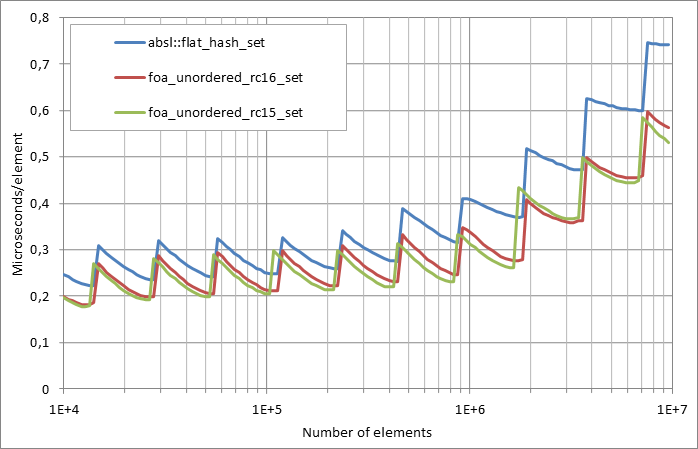 0,8
0,7
0,6
0,5
0,4
0,3
0,2
0,1
0
Microseconds/element
absl::flat_hash_set
foa_unordered_rc16_set
foa_unordered_rc15_set
1E+4
1E+5
1E+6
1E+7
Number of elements